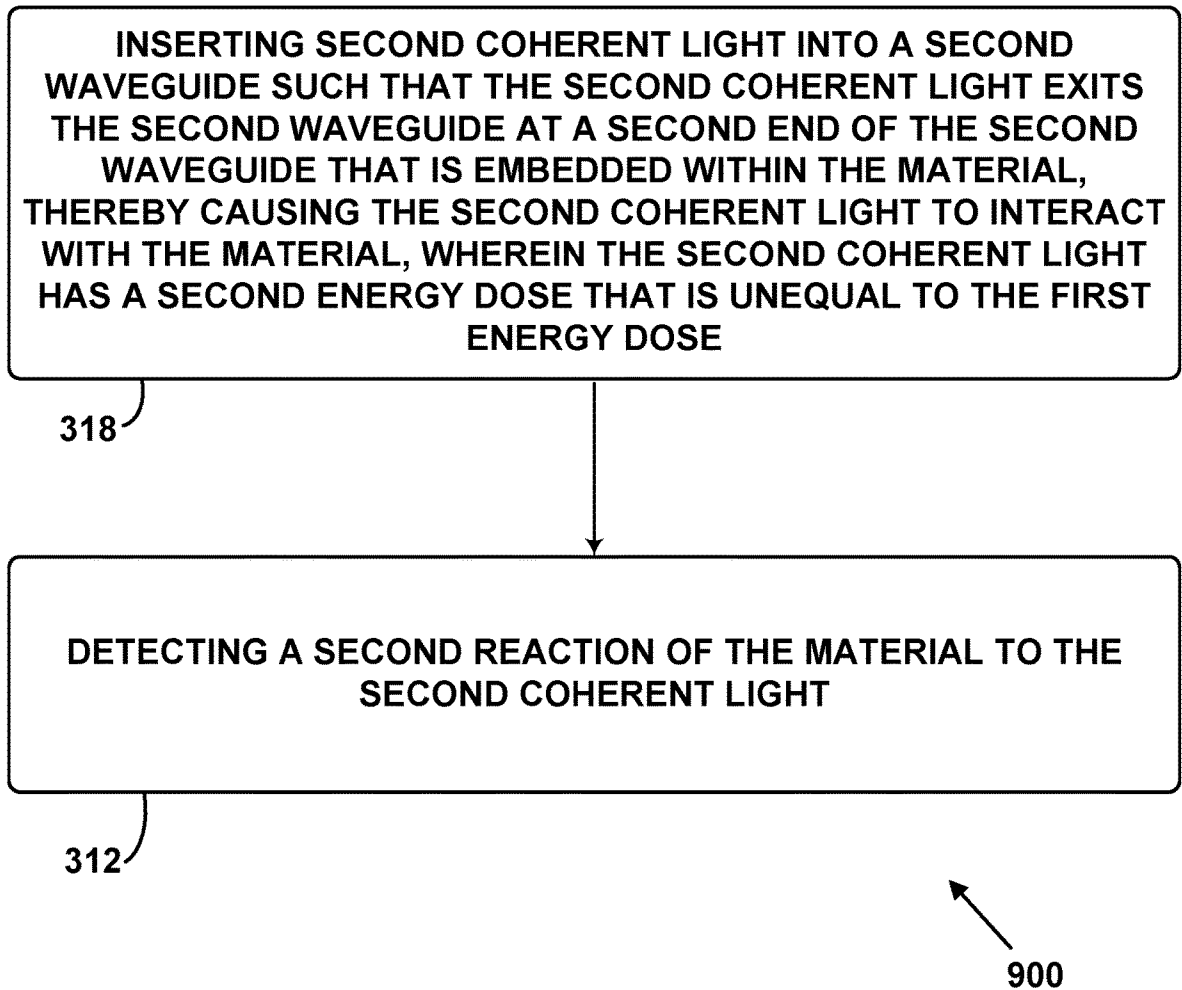 INSERTING SECOND COHERENT LIGHT INTO A SECOND
WAVEGUIDE SUCH THAT THE SECOND COHERENT LIGHT EXITS
THE SECOND WAVEGUIDE AT A SECOND END OF THE SECOND
WAVEGUIDE THAT IS EMBEDDED WITHIN THE MATERIAL,
THEREBY CAUSING THE SECOND COHERENT LIGHT TO INTERACT
WITH THE MATERIAL, WHEREIN THE SECOND COHERENT LIGHT
HAS A SECOND ENERGY DOSE THAT IS UNEQUAL TO THE FIRST
ENERGY DOSE
318
DETECTING A SECOND REACTION OF THE MATERIAL TO THE
SECOND COHERENT LIGHT
312
900